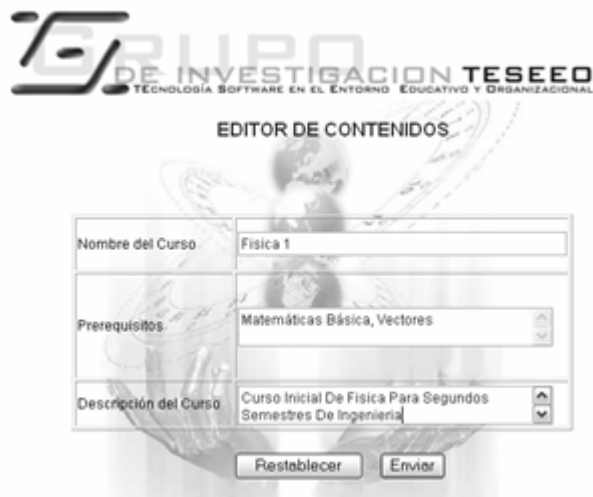 GRUPO
DE INVESTIGACION TESEEO
TECNOLOGÍA SOFTWARE EN EL ENTORNO EDUCATIVO Y ORGANIZACIONAL
EDITOR DE CONTENIDOS
Nombre del Curso
Fisica 1
Prerequisitos
Matemáticas Básica, Vectores
Descripción del Curso
Curso Inicial De Fisica Para Segundos
Semestres De Ingenieria
Restablecer
Enviar